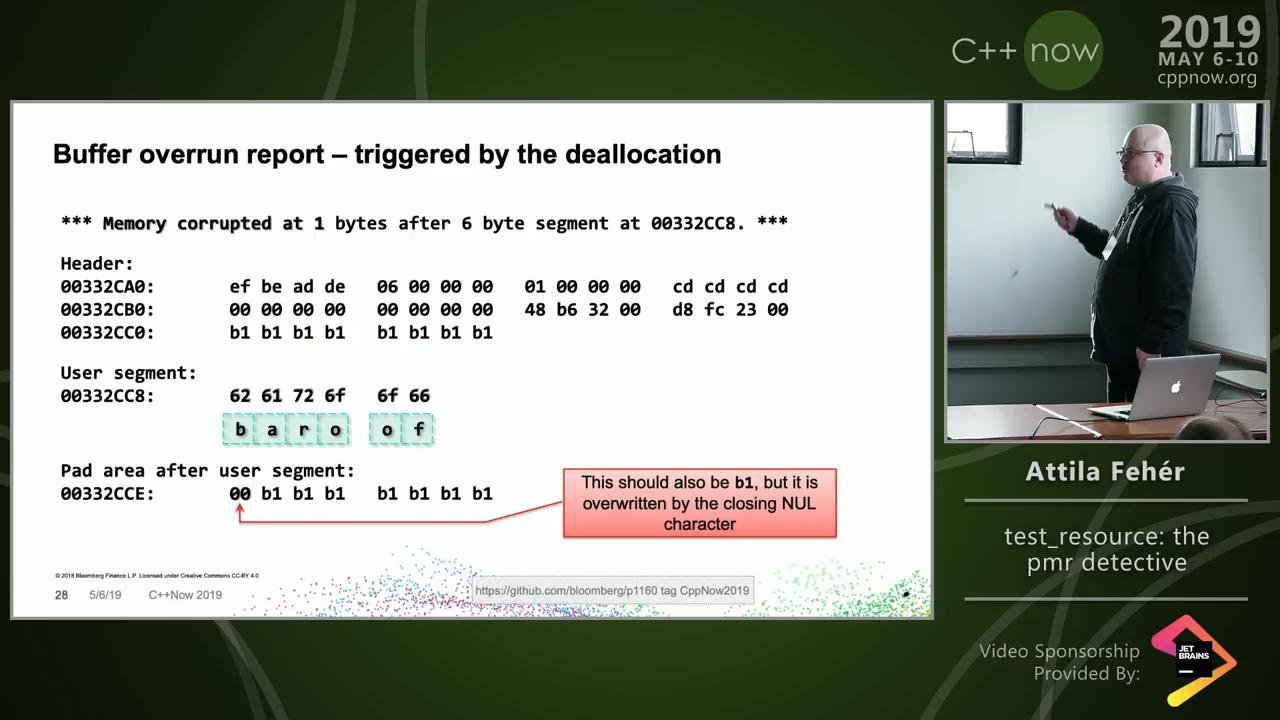 C++ now
2019
MAY 6-10
cppnow.org
Buffer overrun report – triggered by the deallocation
*** Memory corrupted at 1 bytes after 6 byte segment at 00332CC8. ***
Header:
00332CA0: ef be ad de 06 00 00 00 01 00 00 00 cd cd cd cd
00332CB0: 00 00 00 00 00 00 00 00 48 b6 32 00 d8 fc 23 00
00332CC0: b1 b1 b1 b1 b1 b1 b1 b1
User segment:
00332CC8: 62 61 72 6f 6f 66
b a r o o f
Pad area after user segment:
00332CCE: 00 b1 b1 b1 b1 b1 b1 b1
This should also be b1, but it is
overwritten by the closing NUL
character
© 2018 Bloomberg Finance L.P. Licensed under Creative Commons CC-BY 4.0
28 5/6/19 C++Now 2019
https://github.com/bloomberg/p1160 tag CppNow2019
Attila Fehér
test_resource: the
pmr detective
Video Sponsorship
Provided By:
JET
BRAINS